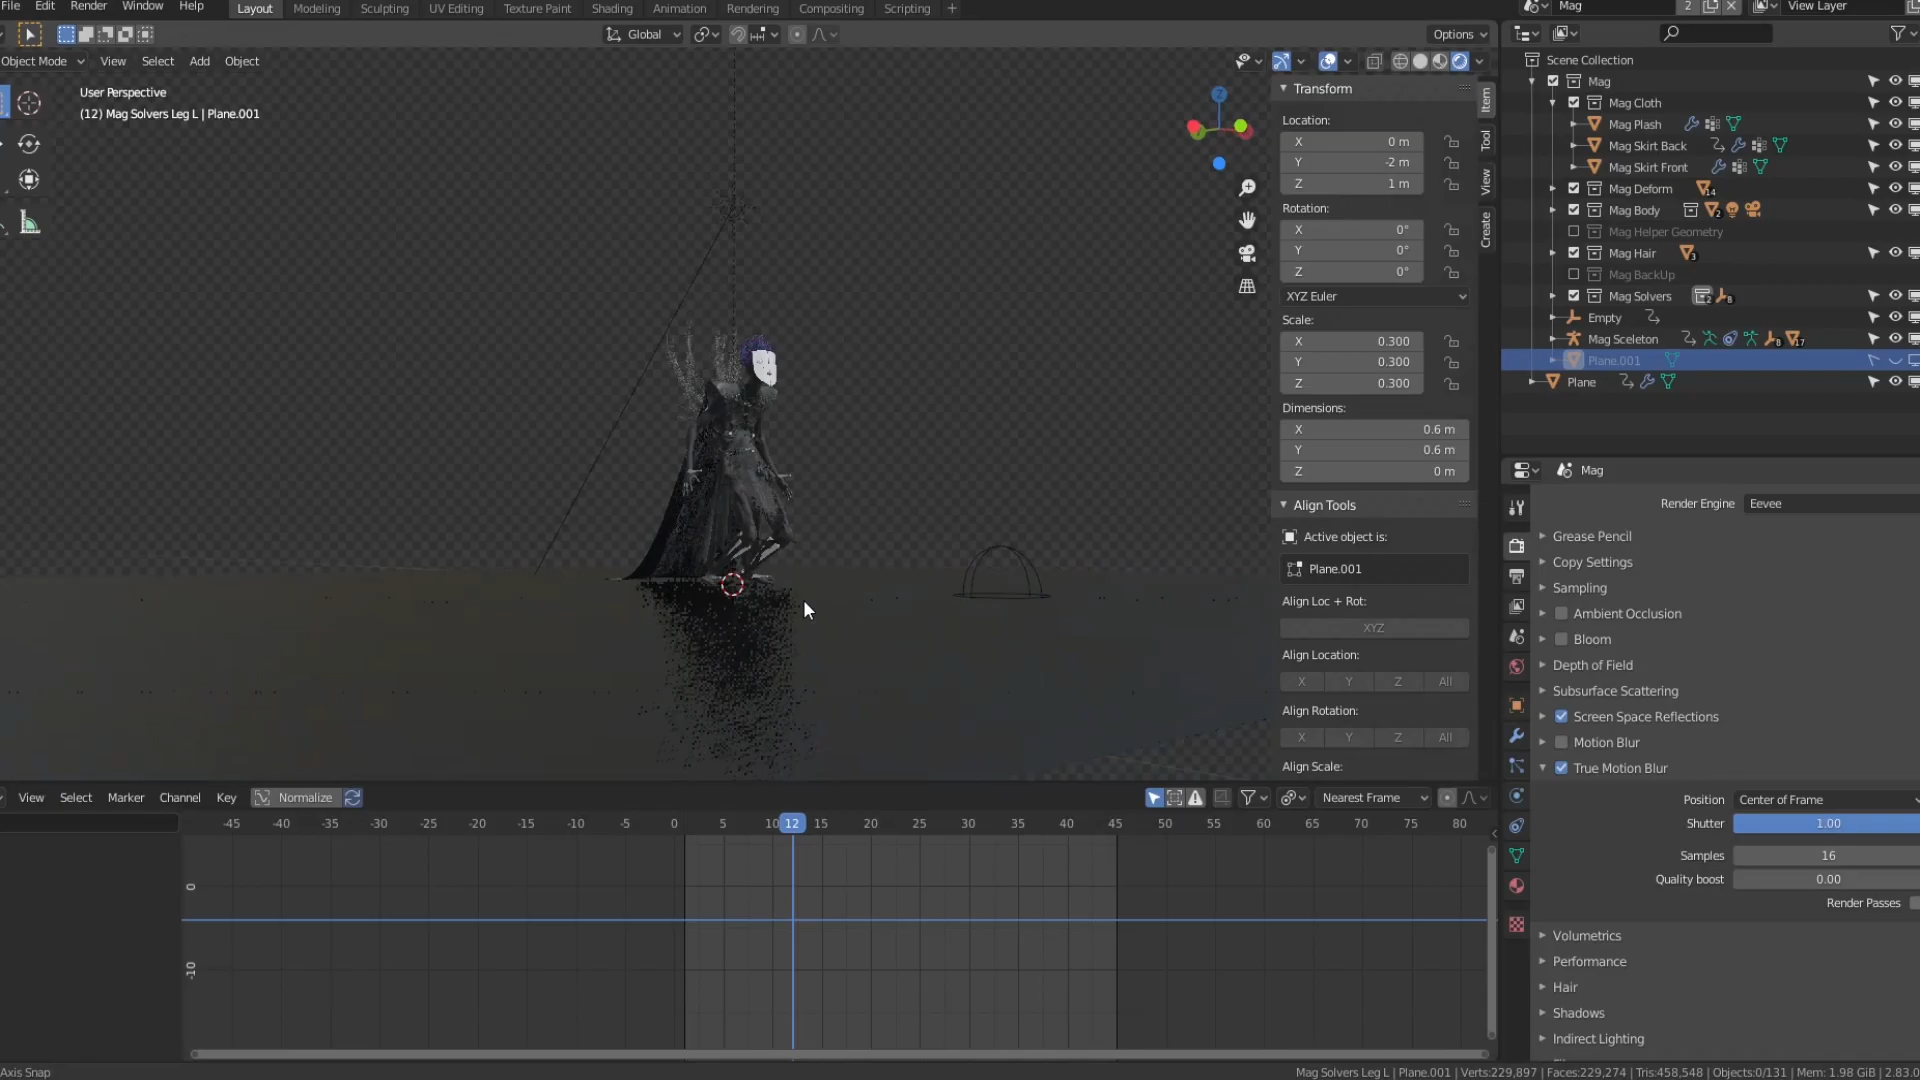 File Edit Render Window Help Layout Modeling Sculpting UV Editing Texture Paint Shading Animation Rendering Compositing Scripting + Mag 2 View Layer
Global Options
Object Mode View Select Add Object
User Perspective
(12) Mag Solvers Leg L | Plane.001
Z
Transform
Location:
X 0 m
Y -2 m
Z 1 m
Rotation:
X 0°
Y 0°
Z 0°
XYZ Euler
Scale:
X 0.300
Y 0.300
Z 0.300
Dimensions:
X 0.6 m
Y 0.6 m
Z 0 m
Align Tools
Active object is:
Plane.001
Align Loc + Rot:
XYZ
Align Location:
X Y Z All
Align Rotation:
X Y Z All
Align Scale:
Item
Tool
View
Create
Scene Collection
Mag
Mag Cloth
Mag Plash
Mag Skirt Back
Mag Skirt Front
Mag Deform 14
Mag Body 2
Mag Helper Geometry
Mag Hair 3
Mag BackUp
Mag Solvers 2 8
Empty
Mag Sceleton 8 17
Plane.001
Plane
Mag
Render Engine Eevee
Grease Pencil
Copy Settings
Sampling
Ambient Occlusion
Bloom
Depth of Field
Subsurface Scattering
Screen Space Reflections
Motion Blur
True Motion Blur
Position Center of Frame
Shutter 1.00
Samples 16
Quality boost 0.00
Render Passes
Volumetrics
Performance
Hair
Shadows
Indirect Lighting
View Select Marker Channel Key Normalize Nearest Frame
-45 -40 -35 -30 -25 -20 -15 -10 -5 0 5 10 12 15 20 25 30 35 40 45 50 55 60 65 70 75 80
0
-10
Axis Snap
Mag Solvers Leg L | Plane.001 | Verts:229,897 | Faces:229,274 | Tris:458,548 | Objects:0/131 | Mem: 1.98 GiB | 2.83.0